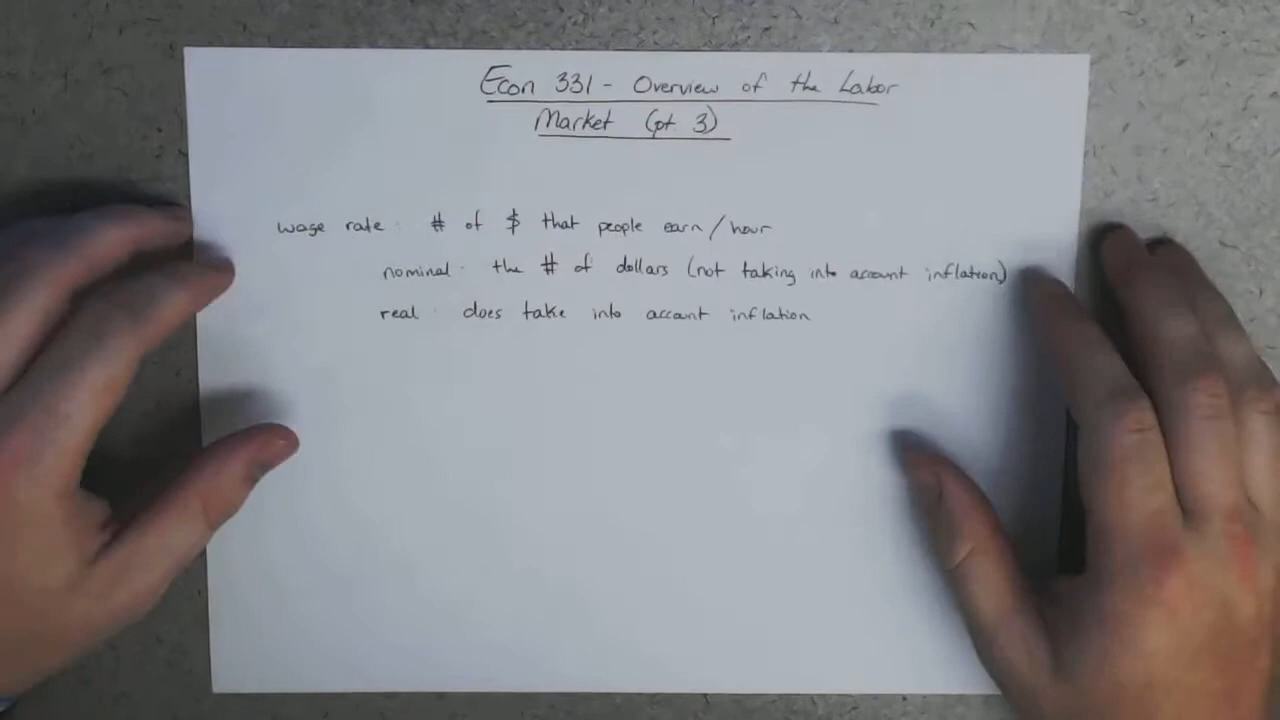 Econ 331 - Overview of the Labor
Market (pt 3)
wage rate: # of $ that people earn/hour
nominal: the # of dollars (not taking into account inflation)
real: does take into account inflation